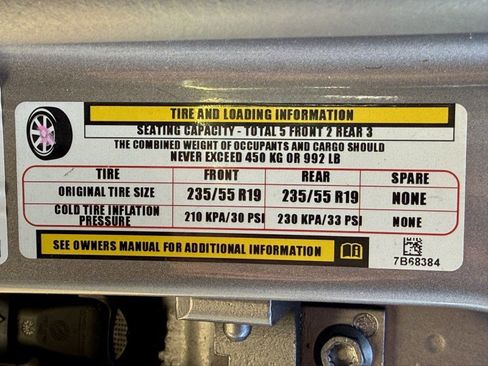 TIRE AND LOADING INFORMATION
SEATING CAPACITY - TOTAL 5 FRONT 2 REAR 3
THE COMBINED WEIGHT OF OCCUPANTS AND CARGO SHOULD
NEVER EXCEED 450 KG OR 992 LB
TIRE FRONT REAR SPARE
ORIGINAL TIRE SIZE 235/55 R19 235/55 R19 NONE
COLD TIRE INFLATION
PRESSURE 210 KPA/30 PSI 230 KPA/33 PSI NONE
SEE OWNERS MANUAL FOR ADDITIONAL INFORMATION
7B68384